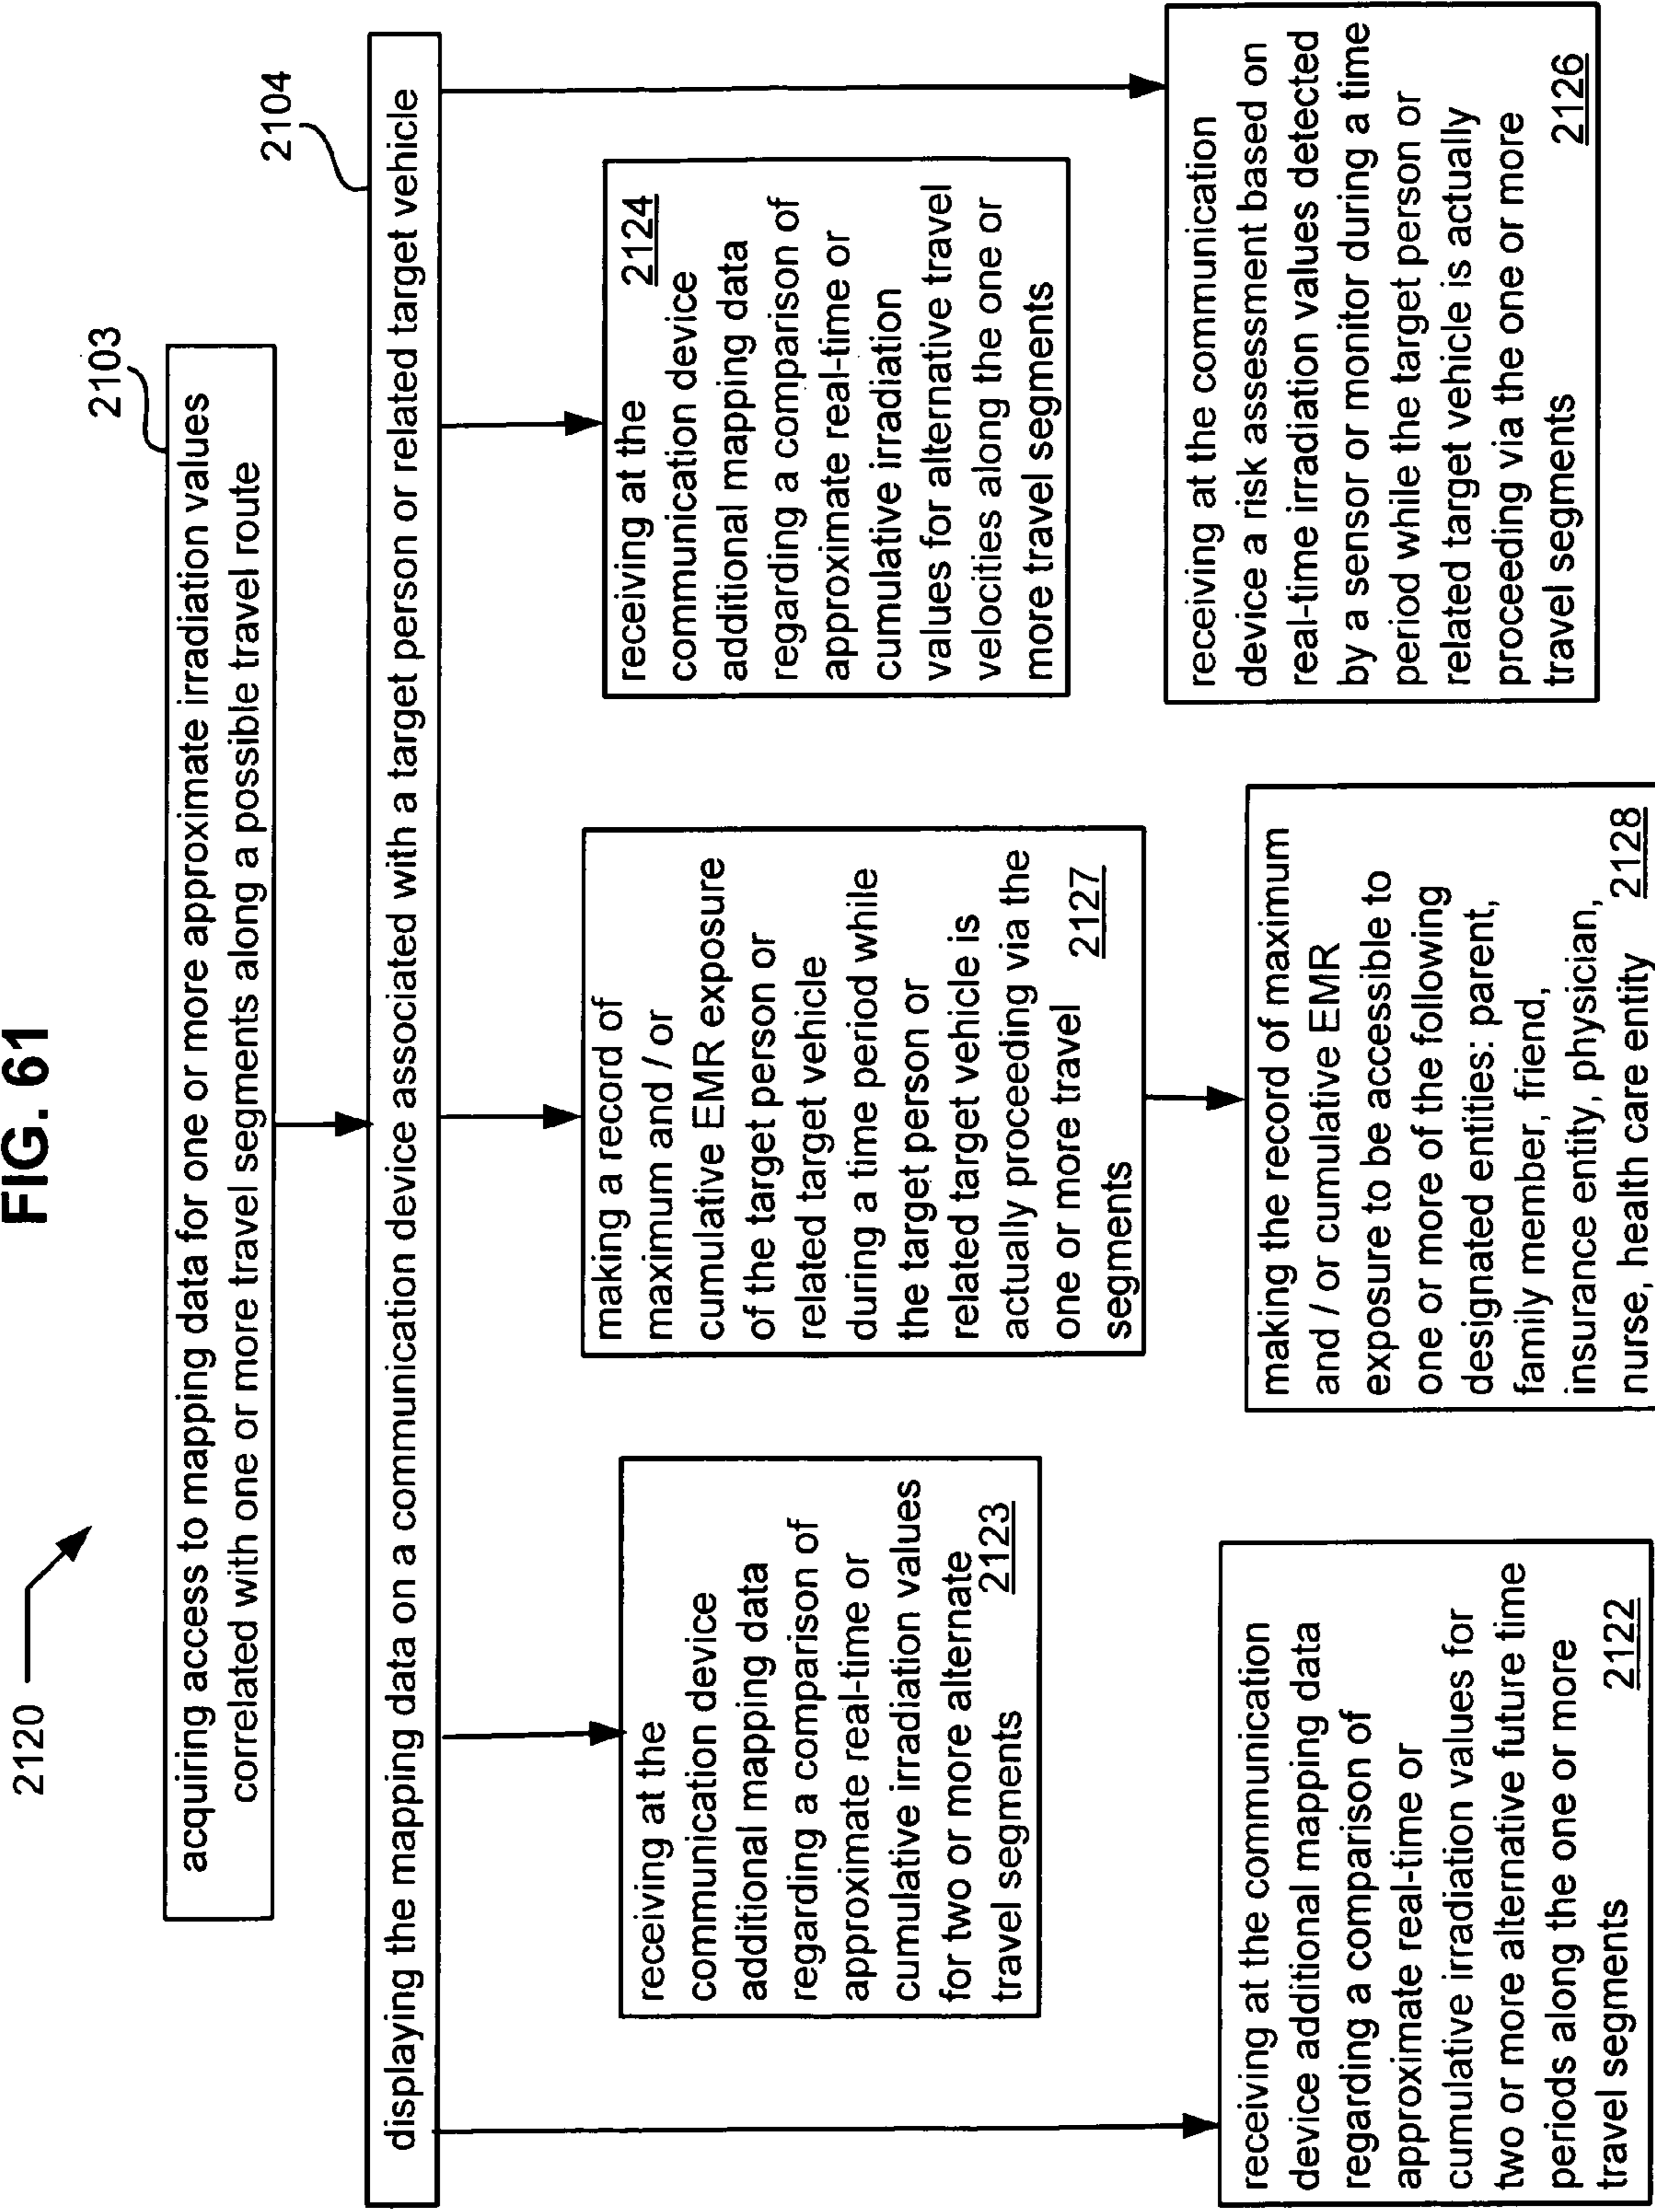 FIG. 61
2120
2103
acquiring access to mapping data for one or more approximate irradiation values
correlated with one or more travel segments along a possible travel route
2104
displaying the mapping data on a communication device associated with a target person or related target vehicle
receiving at the
communication device
additional mapping data
regarding a comparison of
approximate real-time or
cumulative irradiation values
for two or more alternate
travel segments
2123
making a record of
maximum and / or
cumulative EMR exposure
of the target person or
related target vehicle
during a time period while
the target person or
related target vehicle is
actually proceeding via the
one or more travel
segments
2127
receiving at the
2124
communication device
additional mapping data
regarding a comparison of
approximate real-time or
cumulative irradiation
values for alternative travel
velocities along the one or
more travel segments
receiving at the communication
device additional mapping data
regarding a comparison of
approximate real-time or
cumulative irradiation values for
two or more alternative future time
periods along the one or more
travel segments
2122
making the record of maximum
and / or cumulative EMR
exposure to be accessible to
one or more of the following
designated entities: parent,
family member, friend,
insurance entity, physician,
nurse, health care entity 2128
receiving at the communication
device a risk assessment based on
real-time irradiation values detected
by a sensor or monitor during a time
period while the target person or
related target vehicle is actually
proceeding via the one or more
travel segments
2126